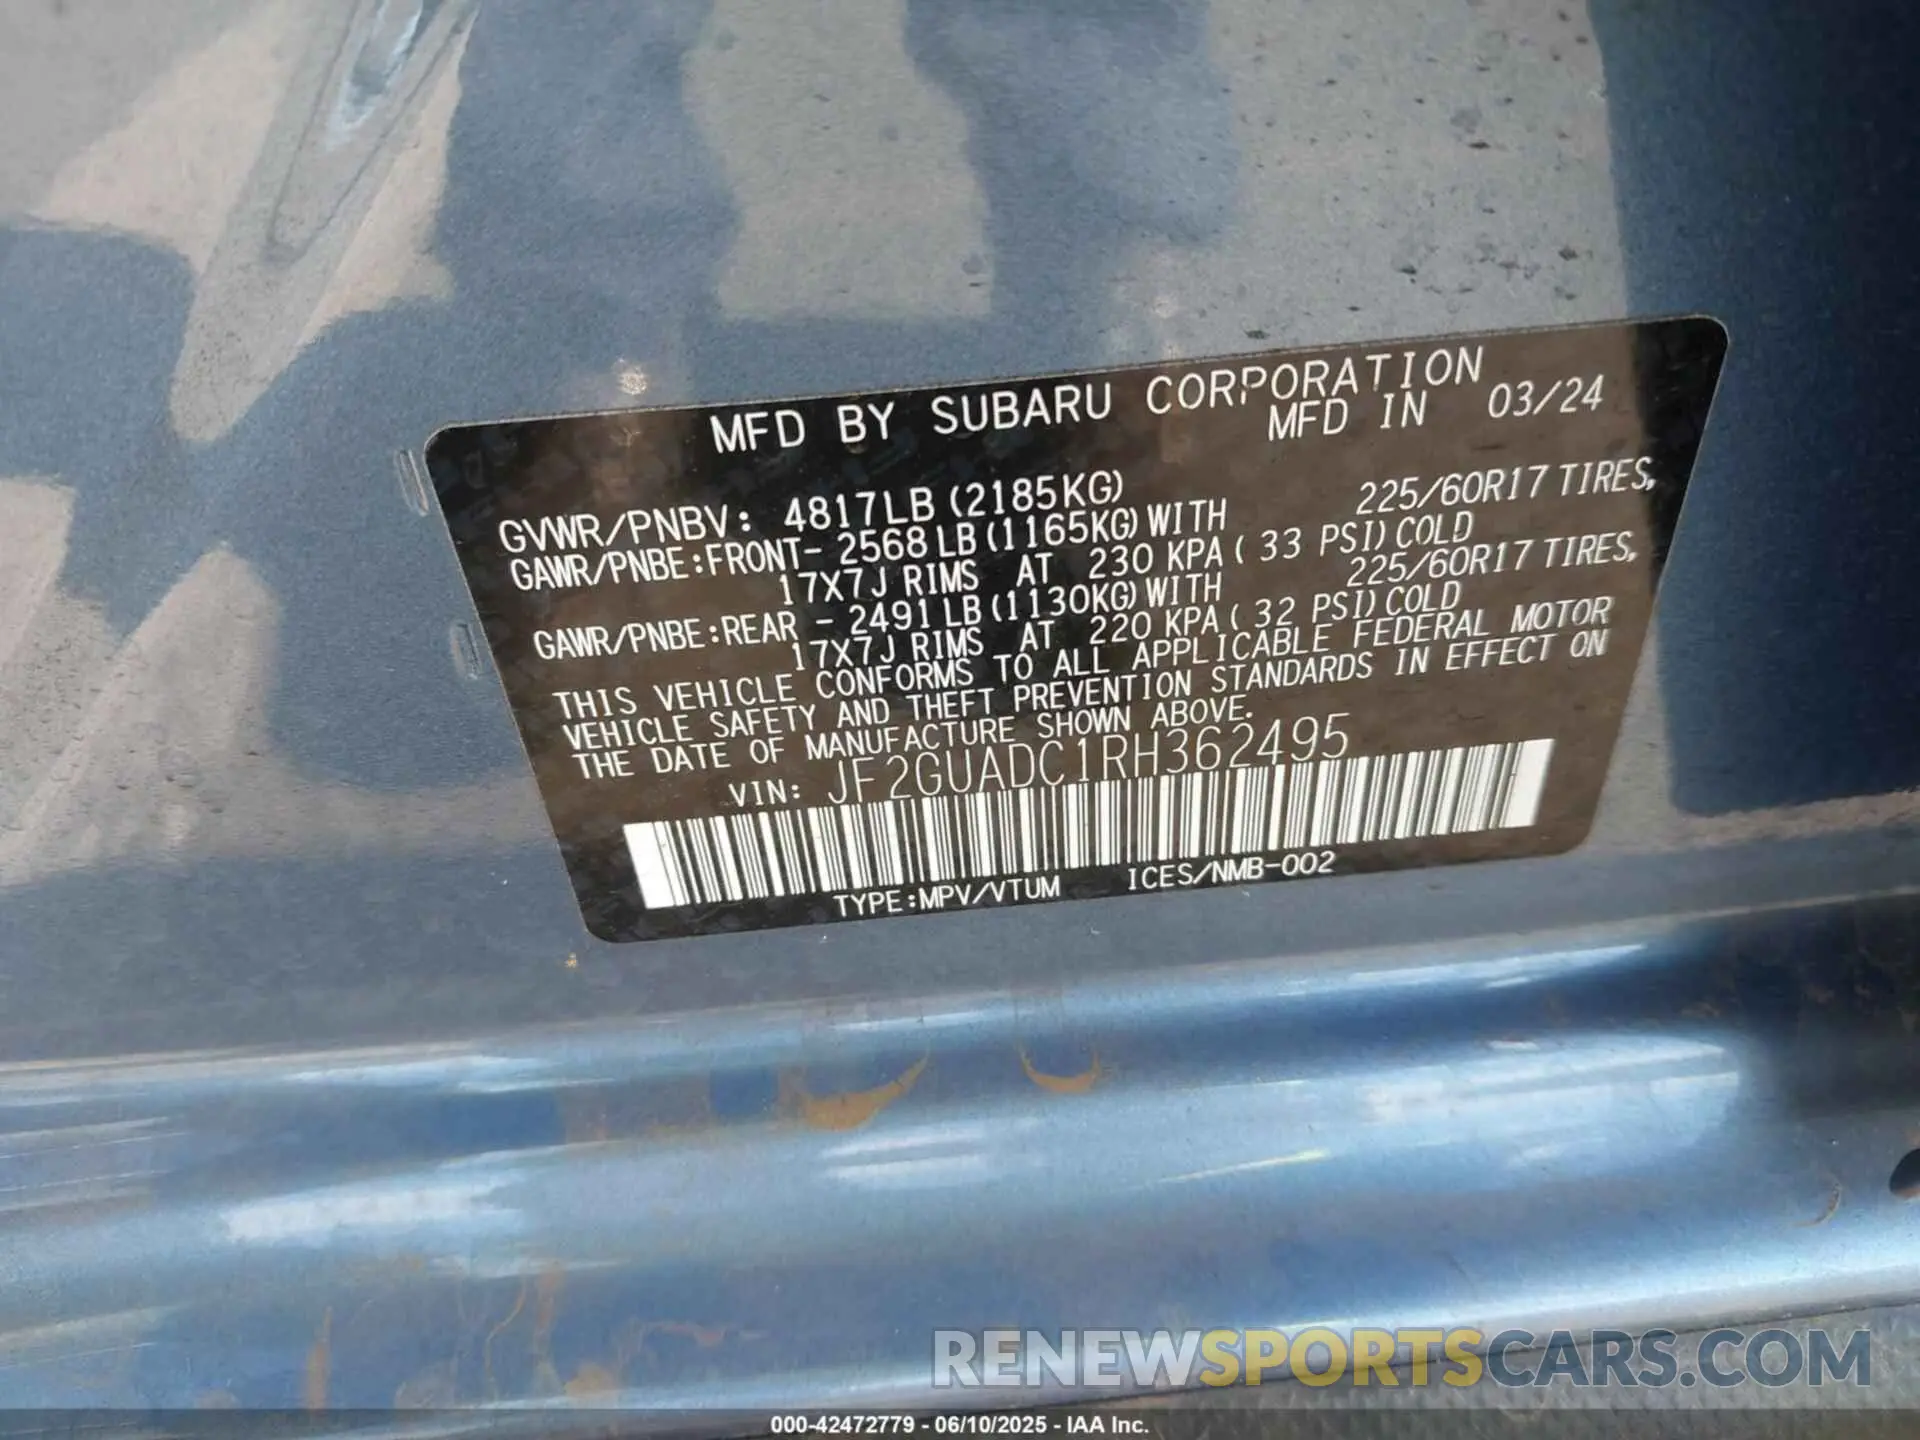 MFD BY SUBARU CORPORATION
MFD IN 03/24
GVWR/PNBV: 4817LB (2185KG)
GAWR/PNBE:FRONT- 2568LB (1165KG) WITH 225/60R17 TIRES,
17X7J RIMS AT 230 KPA ( 33 PSI) COLD
GAWR/PNBE:REAR - 2491LB (1130KG) WITH 225/60R17 TIRES,
17X7J RIMS AT 220 KPA ( 32 PSI) COLD
THIS VEHICLE CONFORMS TO ALL APPLICABLE FEDERAL MOTOR
VEHICLE SAFETY AND THEFT PREVENTION STANDARDS IN EFFECT ON
THE DATE OF MANUFACTURE SHOWN ABOVE.
VIN: JF2GUADC1RH362495
TYPE:MPV/VTUM ICES/NMB-002
RENEWSPORTSCARS.COM
000-42472779 - 06/10/2025 - IAA Inc.